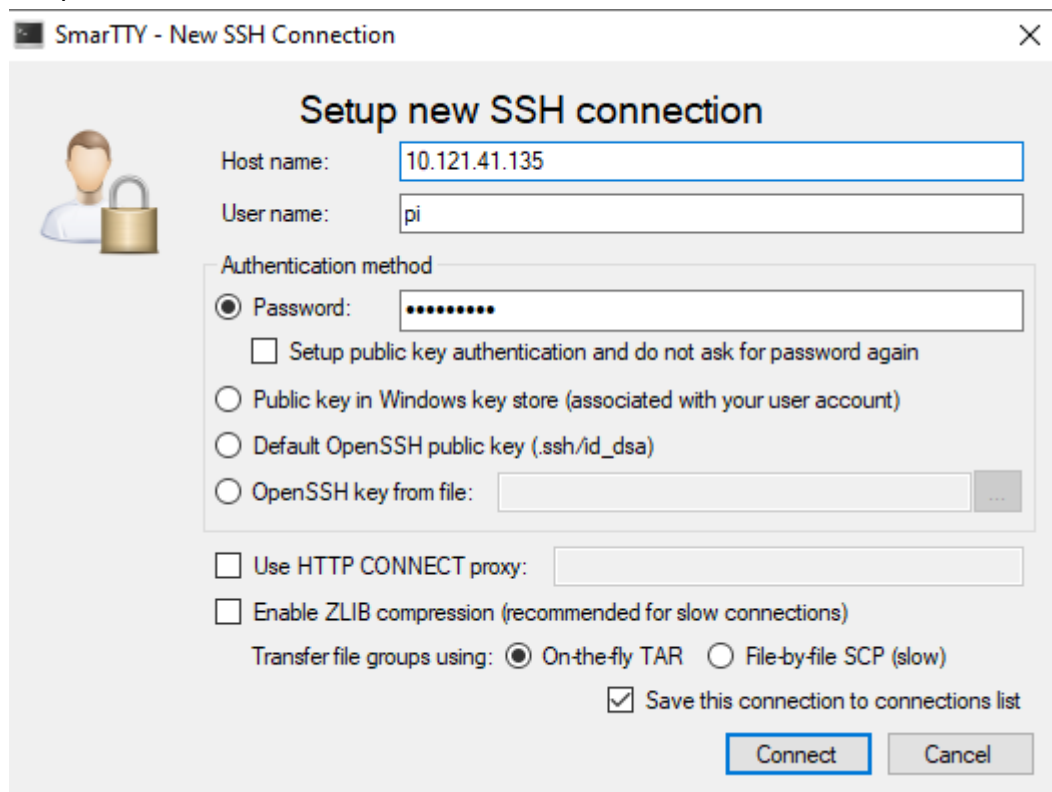 SmarTTY - New SSH Connection
Setup new SSH connection
Host name: 10.121.41.135
User name: pi
Authentication method
Password: •••••••••
Setup public key authentication and do not ask for password again
Public key in Windows key store (associated with your user account)
Default OpenSSH public key (.ssh/id_dsa)
OpenSSH key from file: ...
Use HTTP CONNECT proxy:
Enable ZLIB compression (recommended for slow connections)
Transfer file groups using: On-the-fly TAR File-by-file SCP (slow)
Save this connection to connections list
Connect Cancel